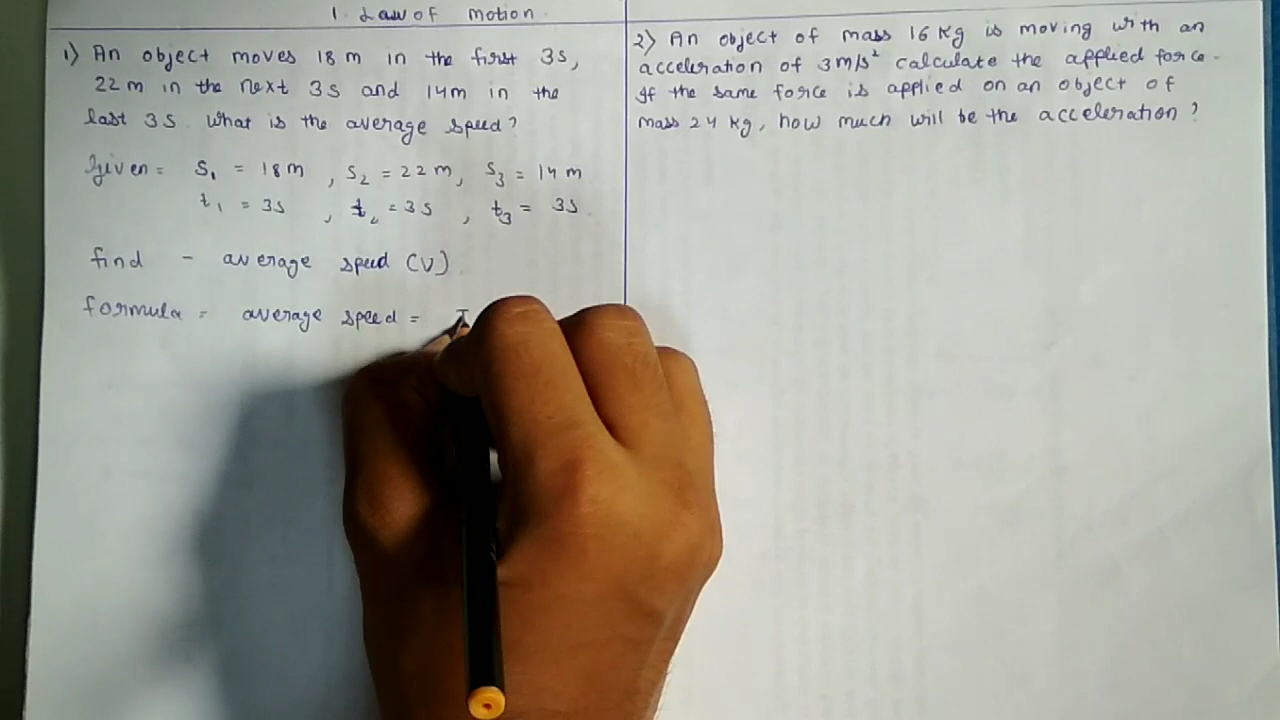 1. Law of motion
1) An object moves 18 m in the first 3s,
22 m in the next 3s and 14m in the
last 3s. What is the average speed?
Given = S₁ = 18m , S₂ = 22 m, S₃ = 14 m
t₁ = 3s , t₂ = 3s , t₃ = 3s
find - average speed (V)
formula = average speed = T
2) An object of mass 16 Kg is moving with an
acceleration of 3 m/s² calculate the applied force.
If the same force is applied on an object of
mass 24 kg, how much will be the acceleration?